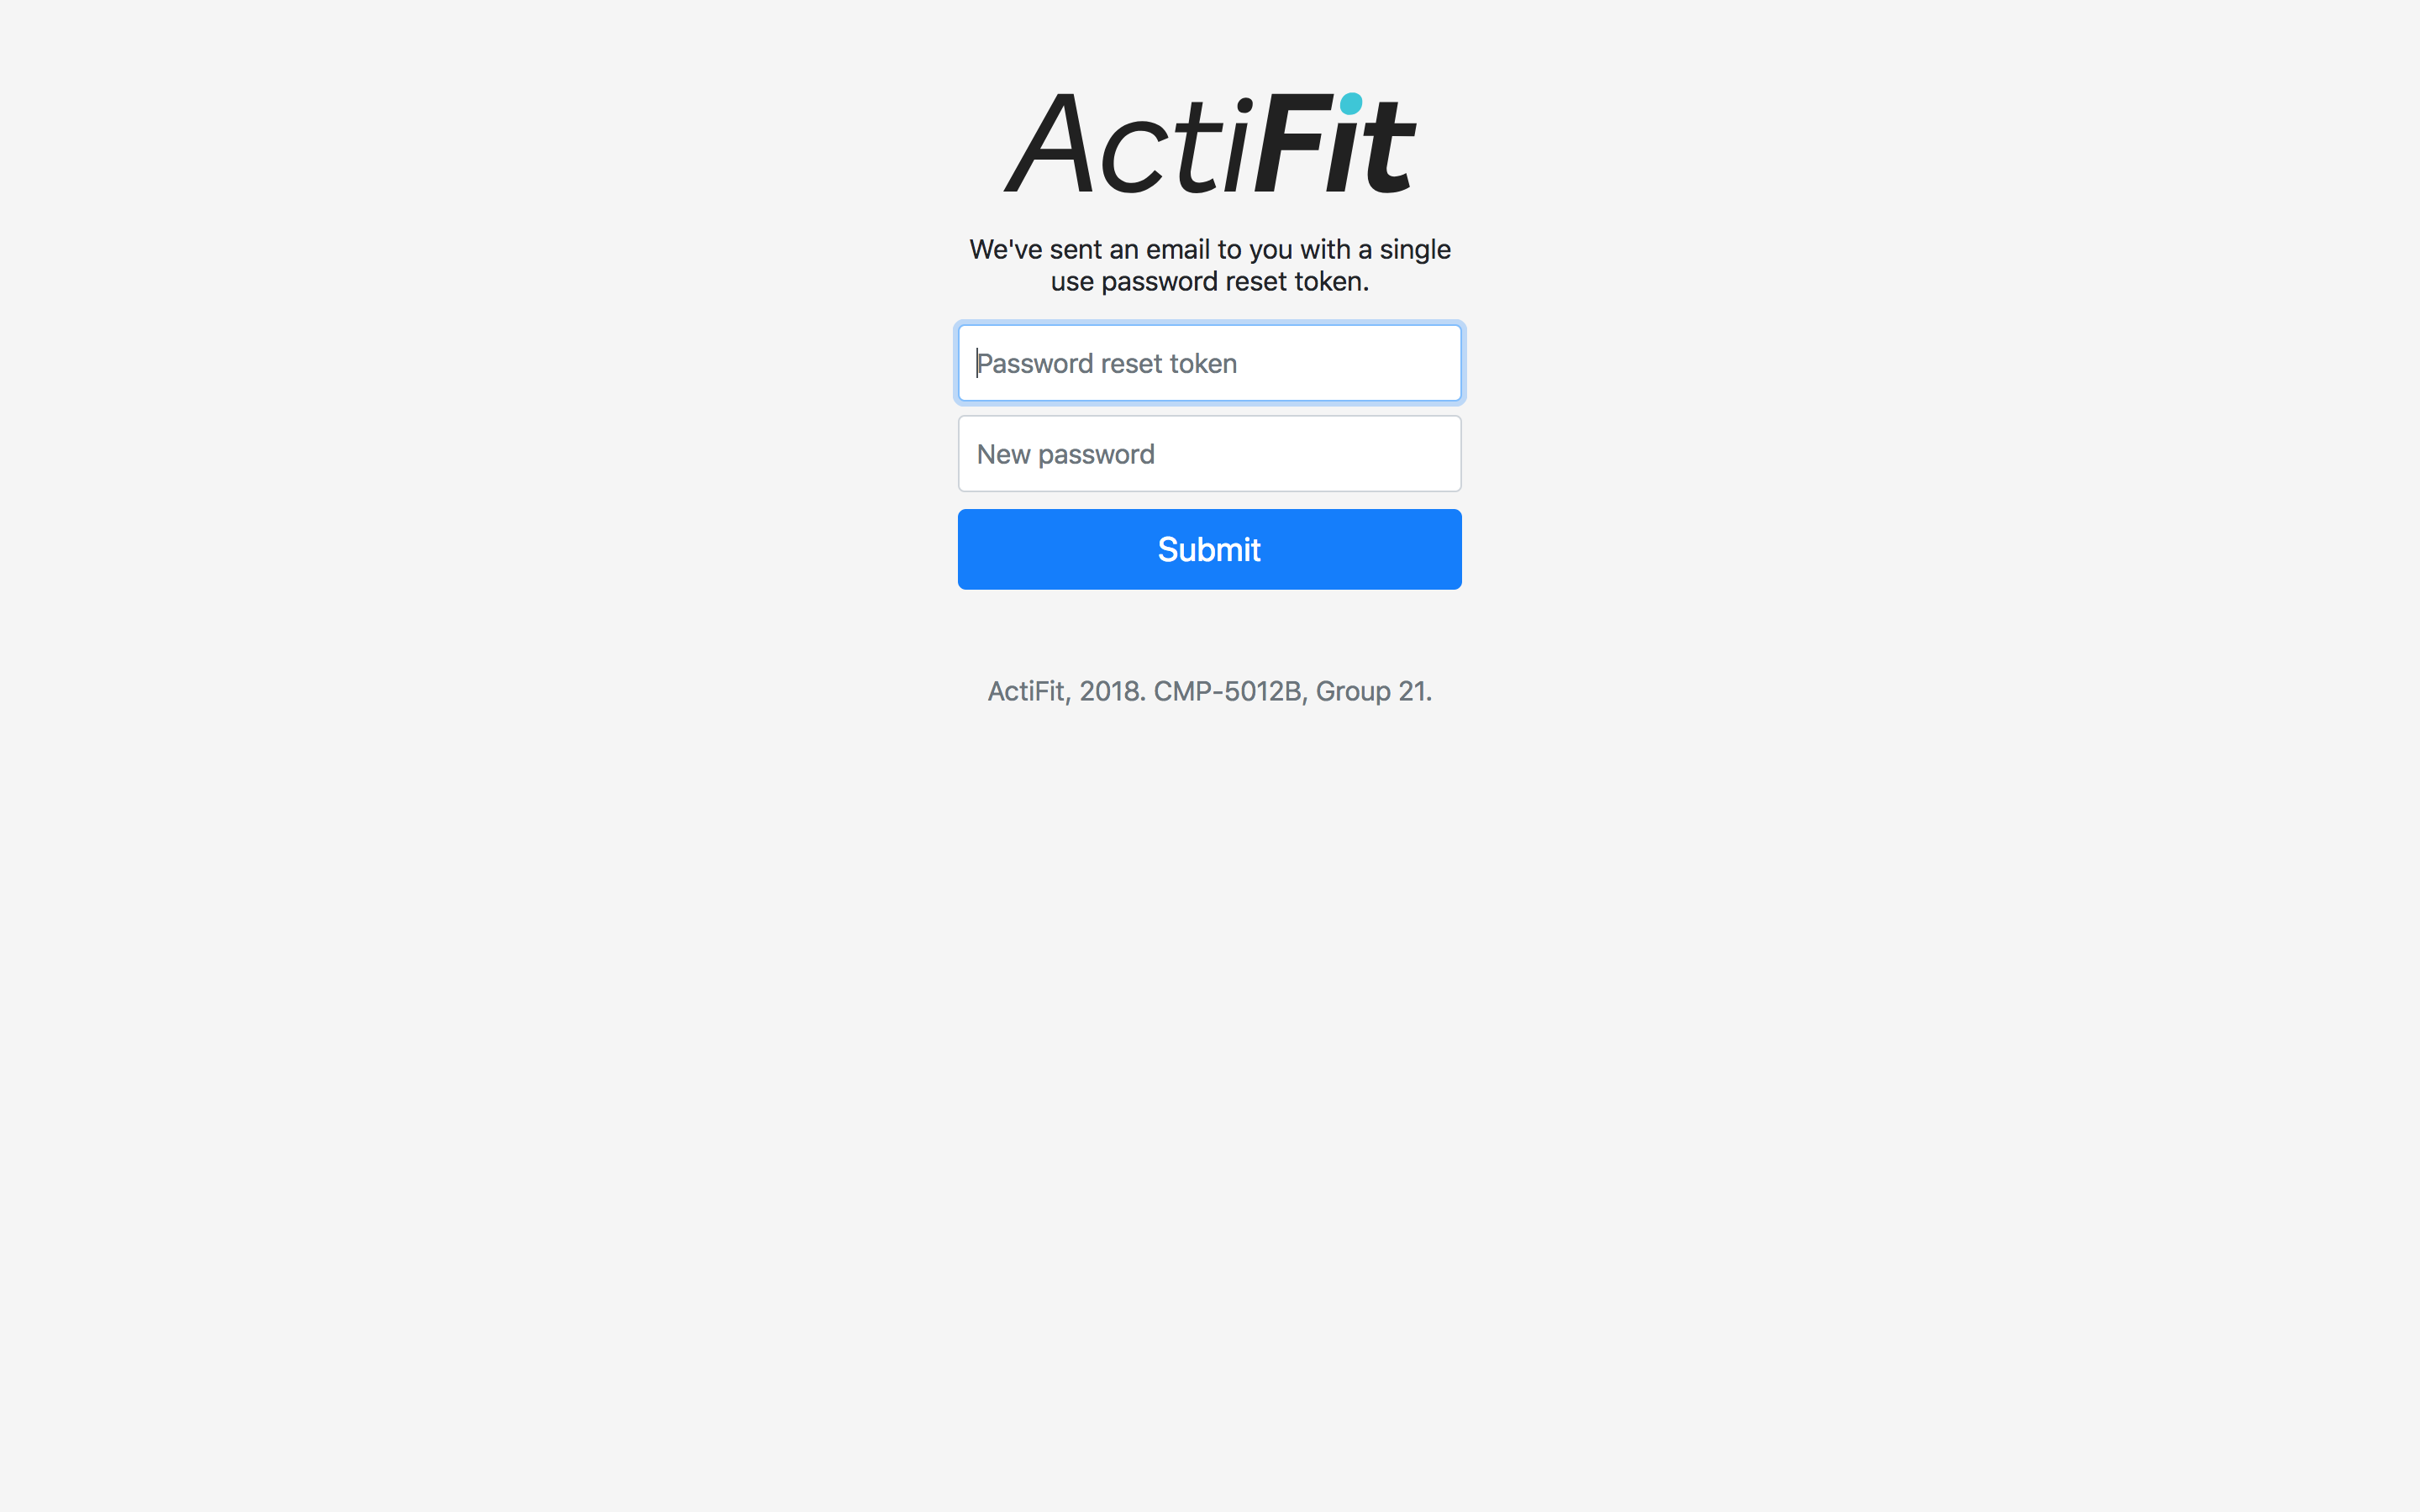 ActiFit
We've sent an email to you with a single
use password reset token.
Password reset token
New password
Submit
ActiFit, 2018. CMP-5012B, Group 21.